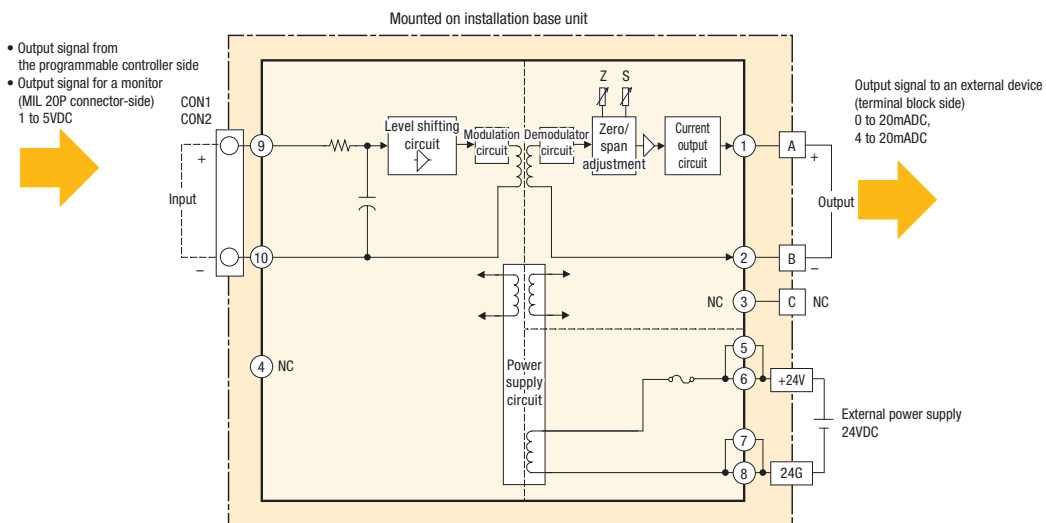 Mounted on installation base unit
• Output signal from
the programmable controller side
• Output signal for a monitor
(MIL 20P connector-side)
1 to 5VDC
CON1
CON2
Z S
Output signal to an external device
(terminal block side)
0 to 20mADC,
4 to 20mADC
9
Level shifting
circuit
Modulation
circuit
Demodulator
circuit
Zero/
span
adjustment
Current
output
circuit
1
A
+
+
Input
Output
10
−
2
B
−
NC
3
C
NC
4
NC
Power
supply
circuit
5
6
+24V
External power supply
24VDC
7
8
24G